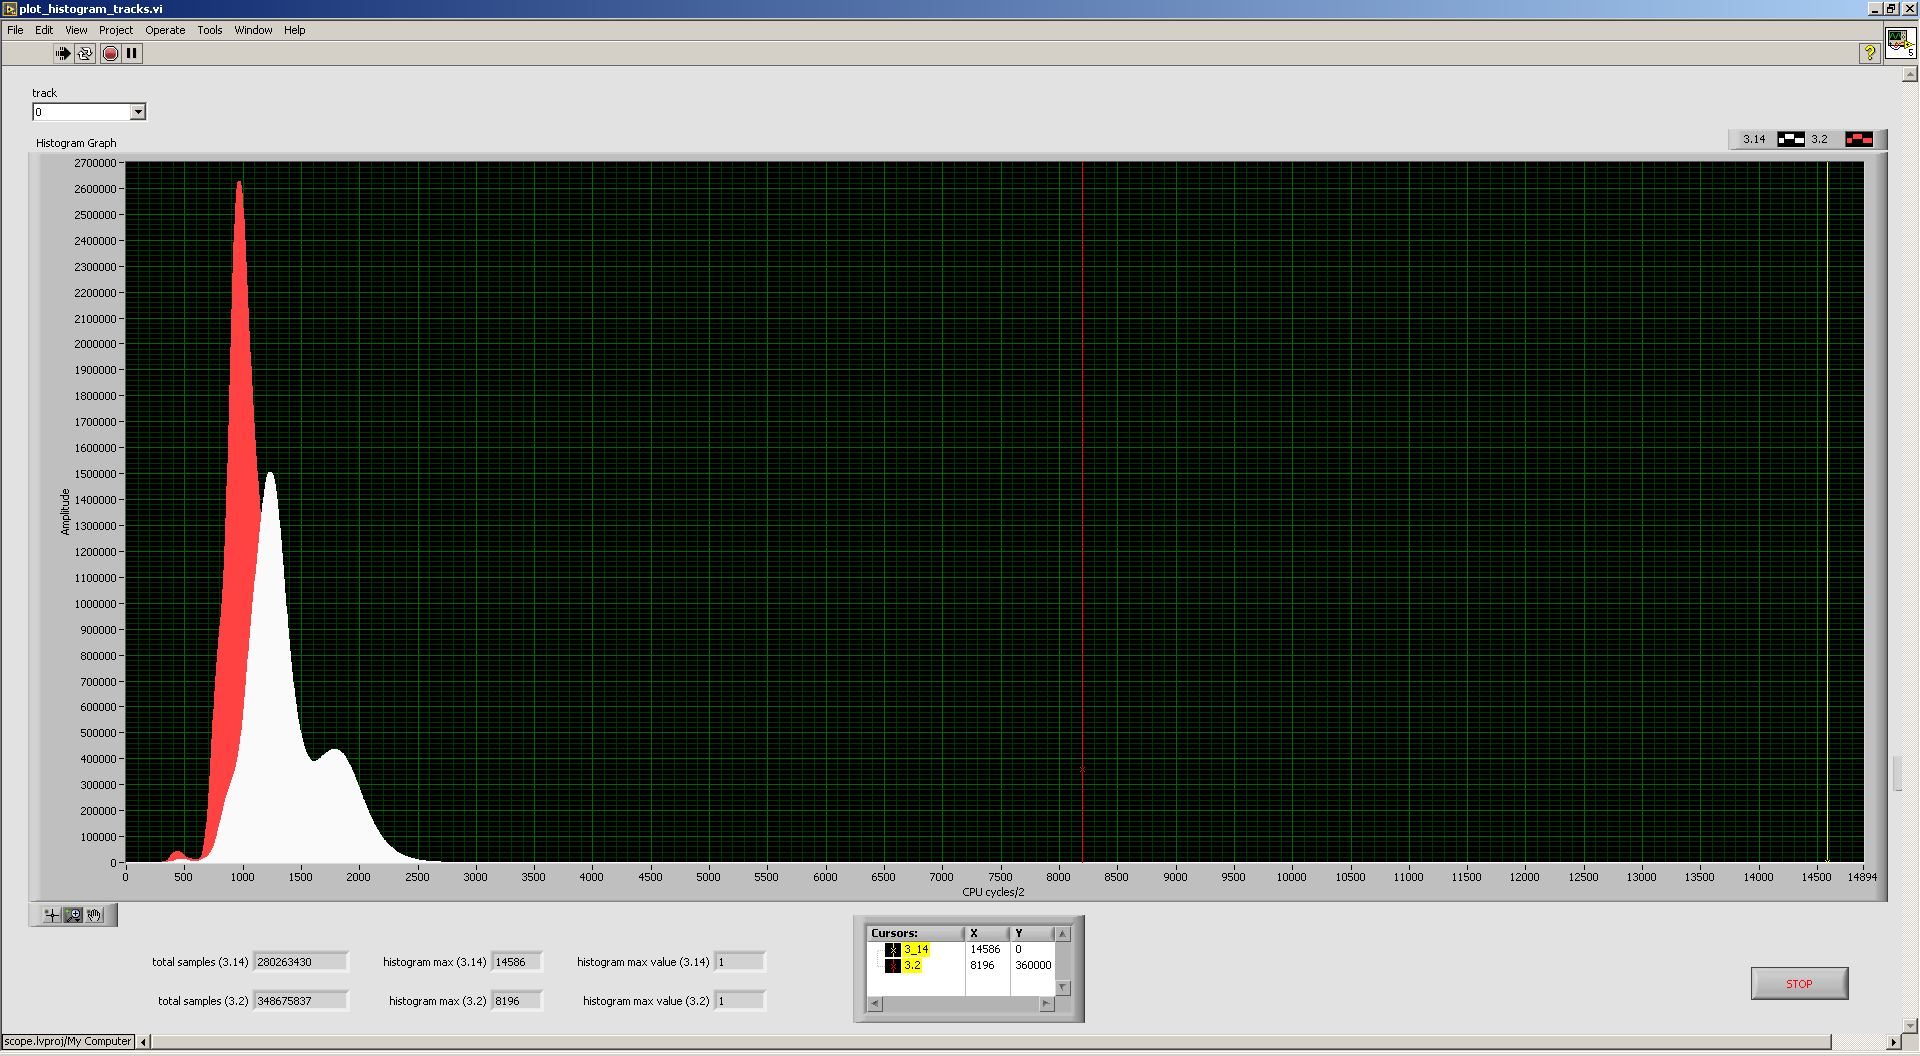 plot_histogram_tracks.vi
File Edit View Project Operate Tools Window Help
?
5
track
0
Histogram Graph
3.14 3.2
2700000
2600000
2500000
2400000
2300000
2200000
2100000
2000000
1900000
1800000
1700000
1600000
1500000
1400000
1300000
1200000
1100000
1000000
900000
800000
700000
600000
500000
400000
300000
200000
100000
0
Amplitude
0 500 1000 1500 2000 2500 3000 3500 4000 4500 5000 5500 6000 6500 7000 7500 8000 8500 9000 9500 10000 10500 11000 11500 12000 12500 13000 13500 14000 14500 14894
CPU cycles/2
Cursors: X Y
3_14 14586 0
3.2 8196 360000
total samples (3.14) 280263430 histogram max (3.14) 14586 histogram max value (3.14) 1
total samples (3.2) 348675837 histogram max (3.2) 8196 histogram max value (3.2) 1
STOP
scope.lvproj/My Computer